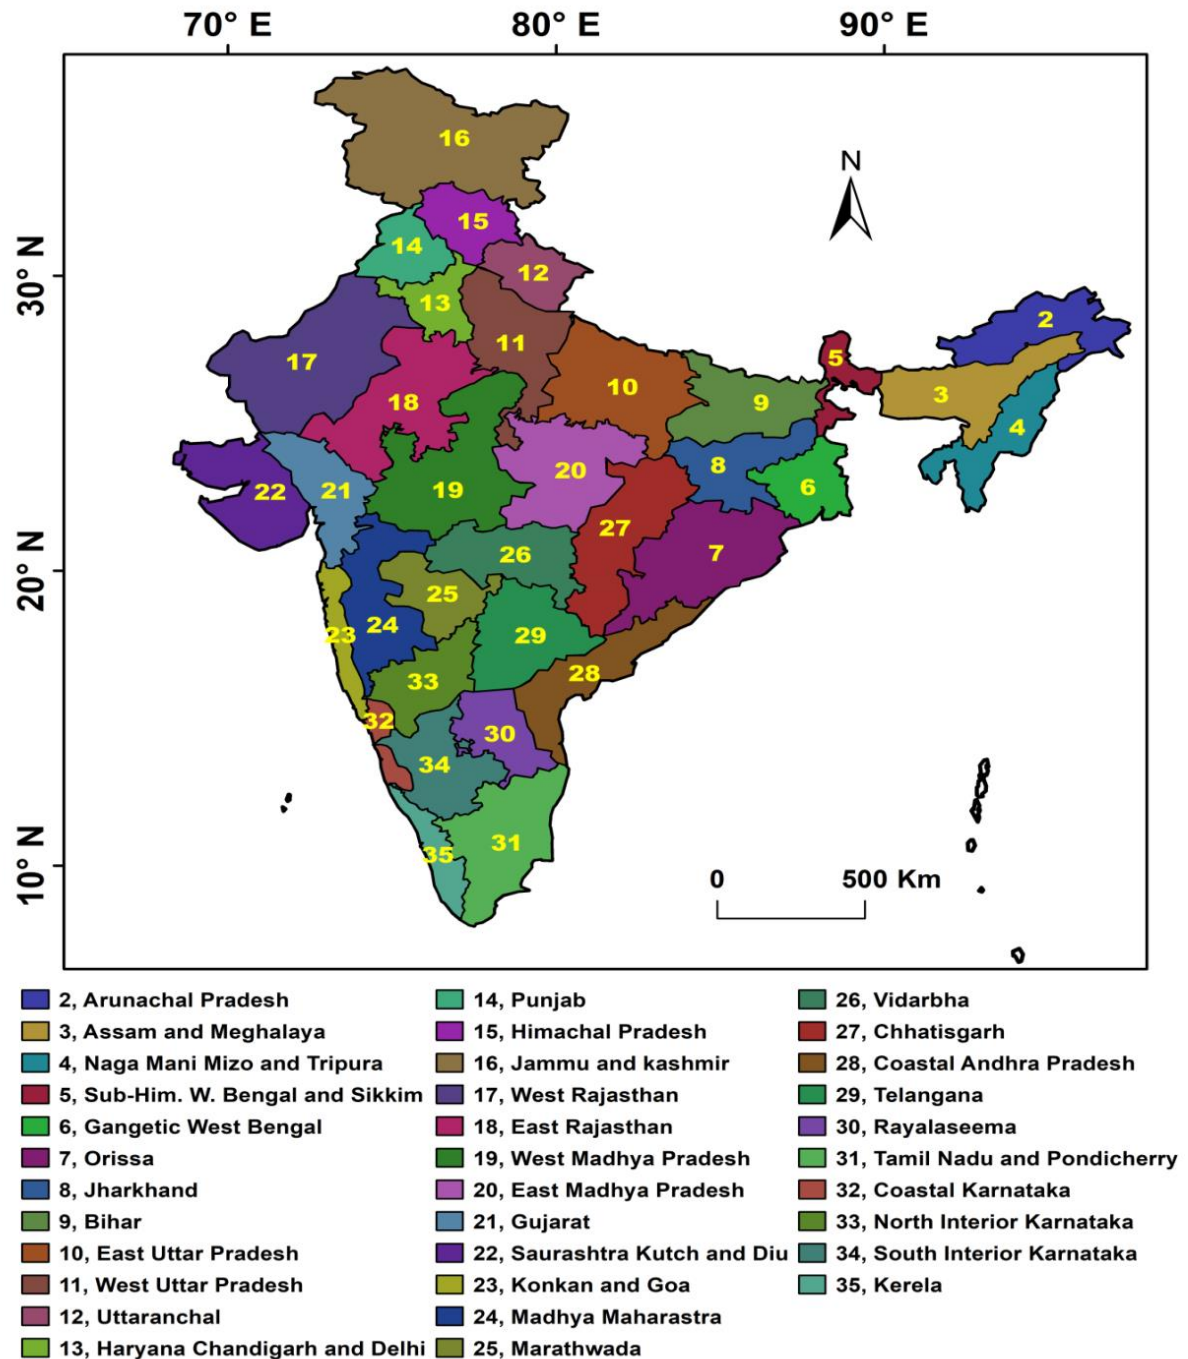 70° E 80° E 90° E
N
30° N
20° N
10° N
16
15
14
12
13
2
11
17
5
10
3
18
9
4
8
20
19
21
22
6
27
7
26
25
24
23
29
28
33
32
30
34
31
35
0 500 Km
2, Arunachal Pradesh
3, Assam and Meghalaya
4, Naga Mani Mizo and Tripura
5, Sub-Him. W. Bengal and Sikkim
6, Gangetic West Bengal
7, Orissa
8, Jharkhand
9, Bihar
10, East Uttar Pradesh
11, West Uttar Pradesh
12, Uttaranchal
13, Haryana Chandigarh and Delhi
14, Punjab
15, Himachal Pradesh
16, Jammu and kashmir
17, West Rajasthan
18, East Rajasthan
19, West Madhya Pradesh
20, East Madhya Pradesh
21, Gujarat
22, Saurashtra Kutch and Diu
23, Konkan and Goa
24, Madhya Maharastra
25, Marathwada
26, Vidarbha
27, Chhatisgarh
28, Coastal Andhra Pradesh
29, Telangana
30, Rayalaseema
31, Tamil Nadu and Pondicherry
32, Coastal Karnataka
33, North Interior Karnataka
34, South Interior Karnataka
35, Kerela